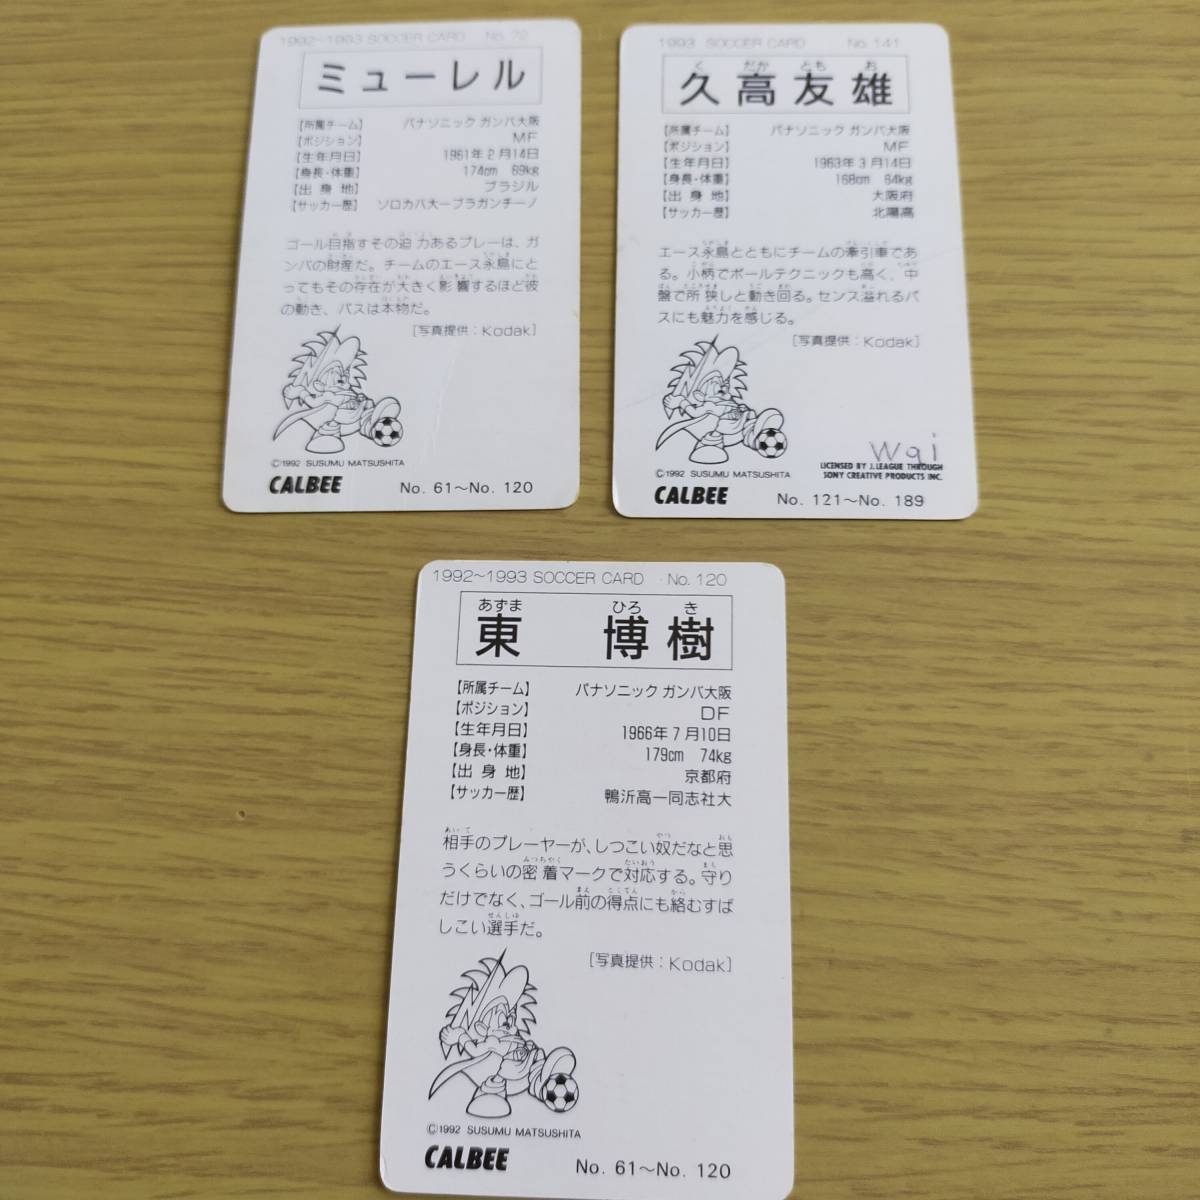 1992~1993 SOCCER CARD No. 72
ミューレル
【所属チーム】 パナソニック ガンバ大阪
【ポジション】 MF
【生年月日】 1961年2月14日
【身長・体重】 174cm 69kg
【出身地】 ブラジル
【サッカー歴】 ソロカバ大ーブラガンチーノ
ゴール目指すその迫力あるプレーは、ガ
ンバの財産だ。チームのエース永島にと
ってもその存在が大きく影響するほど彼
の動き、パスは本物だ。
[写真提供：Kodak]
©1992 SUSUMU MATSUSHITA
CALBEE No. 61～No. 120
1993 SOCCER CARD No. 141
く だか とも お
久高友雄
【所属チーム】 パナソニック ガンバ大阪
【ポジション】 MF
【生年月日】 1963年3月14日
【身長・体重】 168cm 64kg
【出身地】 大阪府
【サッカー歴】 北陽高
エース永島とともにチームの牽引車であ
る。小柄でボールテクニックも高く、中
盤で所狭しと動き回る。センス溢れるパ
スにも魅力を感じる。
[写真提供：Kodak]
©1992 SUSUMU MATSUSHITA
Wqi
LICENSED BY J.LEAGUE THROUGH
SONY CREATIVE PRODUCTS INC.
CALBEE No. 121～No. 189
1992~1993 SOCCER CARD No. 120
あずま ひろ き
東 博樹
【所属チーム】 パナソニック ガンバ大阪
【ポジション】 DF
【生年月日】 1966年7月10日
【身長・体重】 179cm 74kg
【出身地】 京都府
【サッカー歴】 鴨沂高ー同志社大
相手のプレーヤーが、しつこい奴だなと思
うくらいの密着マークで対応する。守り
だけでなく、ゴール前の得点にも絡むすば
しこい選手だ。
[写真提供：Kodak]
©1992 SUSUMU MATSUSHITA
CALBEE No. 61～No. 120